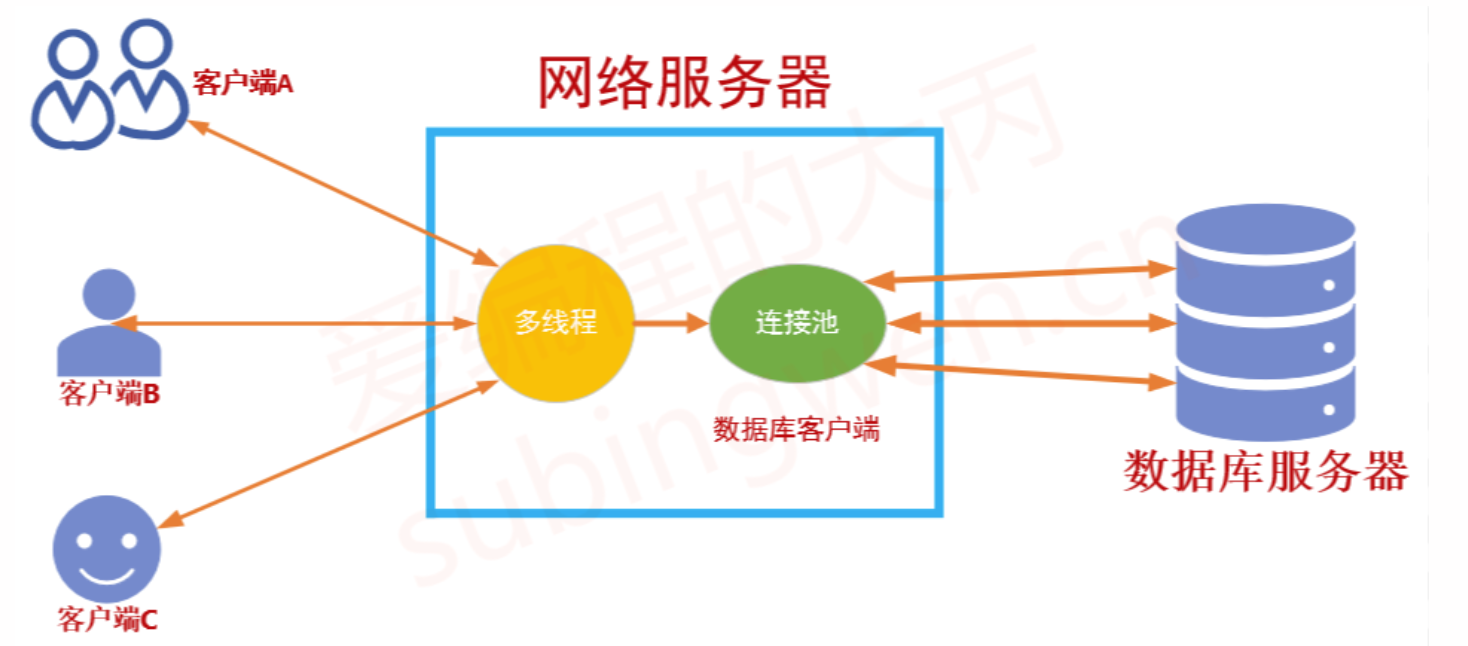 客户端A
网络服务器
多线程
连接池
客户端B
数据库客户端
数据库服务器
客户端C
爱编程的大丙
subingwen.cn